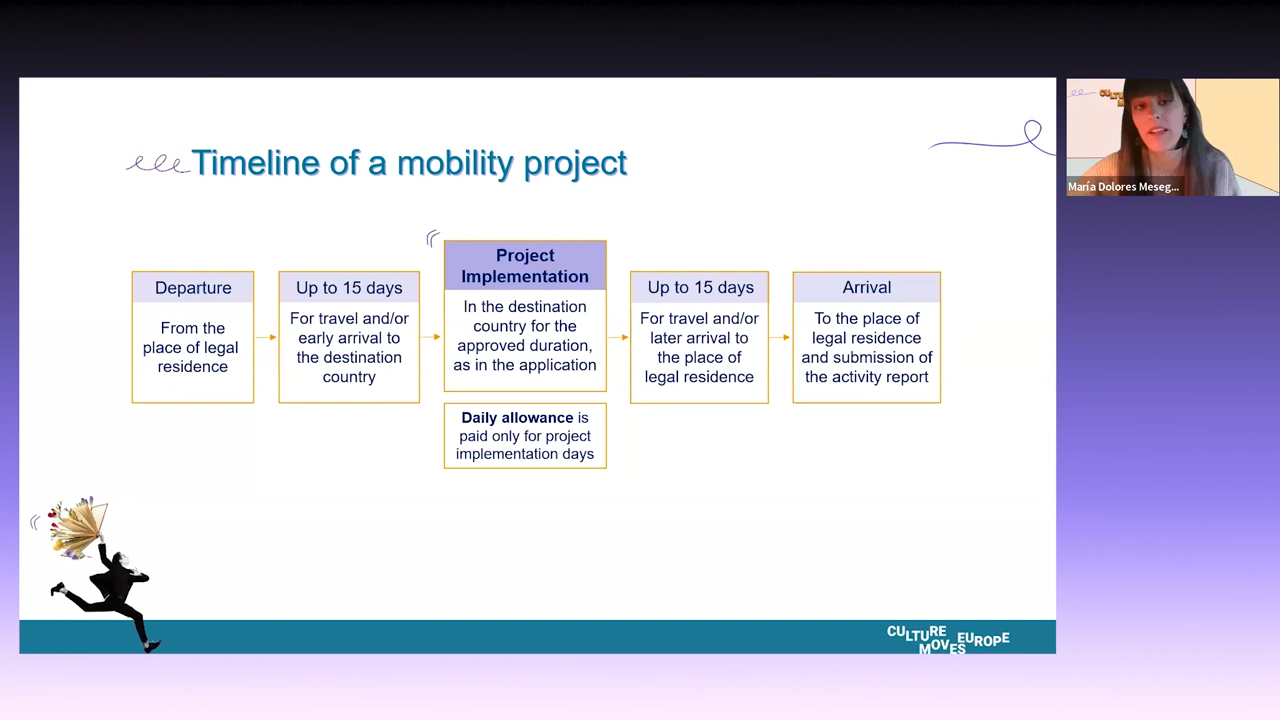 Timeline of a mobility project
Departure
From the
place of legal
residence
Up to 15 days
For travel and/or
early arrival to
the destination
country
Project
Implementation
In the destination
country for the
approved duration,
as in the application
Daily allowance is
paid only for project
implementation days
Up to 15 days
For travel and/or
later arrival to
the place of
legal residence
Arrival
To the place of
legal residence
and submission of
the activity report
CULTURE
MOVES EUROPE
María Dolores Meseg...